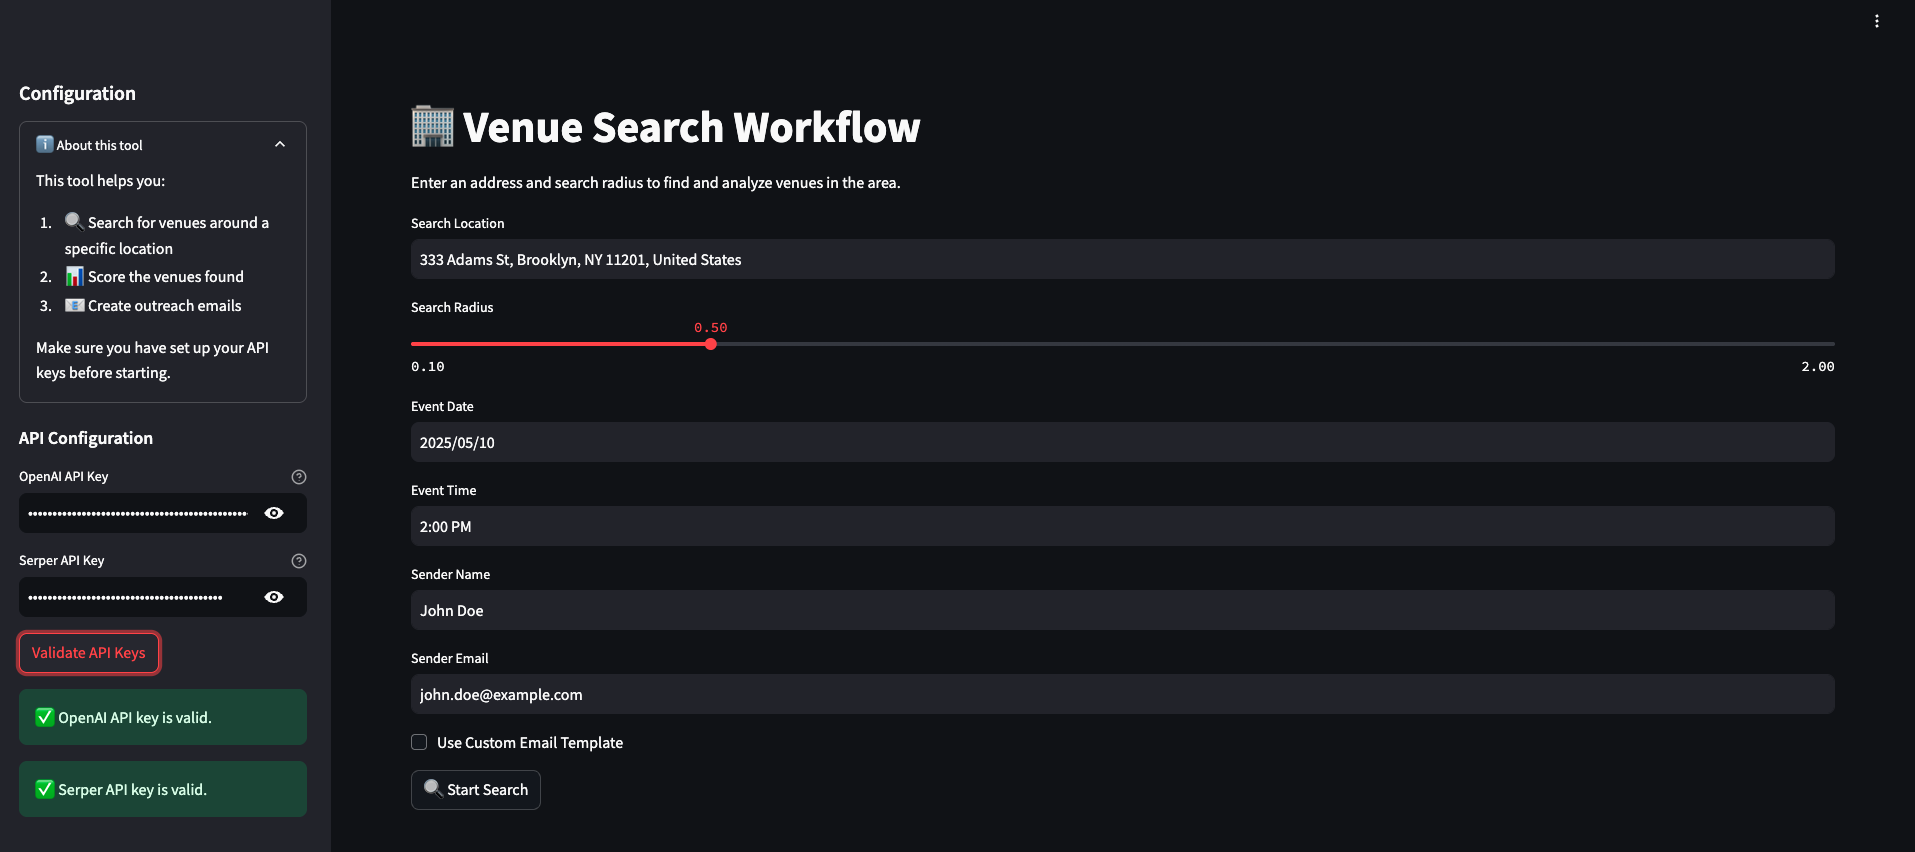 Configuration
About this tool
This tool helps you:
1. Search for venues around a
specific location
2. Score the venues found
3. Create outreach emails
Make sure you have set up your API
keys before starting.
API Configuration
OpenAI API Key
Serper API Key
Validate API Keys
OpenAI API key is valid.
Serper API key is valid.
Venue Search Workflow
Enter an address and search radius to find and analyze venues in the area.
Search Location
333 Adams St, Brooklyn, NY 11201, United States
Search Radius
0.50
0.10 2.00
Event Date
2025/05/10
Event Time
2:00 PM
Sender Name
John Doe
Sender Email
john.doe@example.com
Use Custom Email Template
Start Search